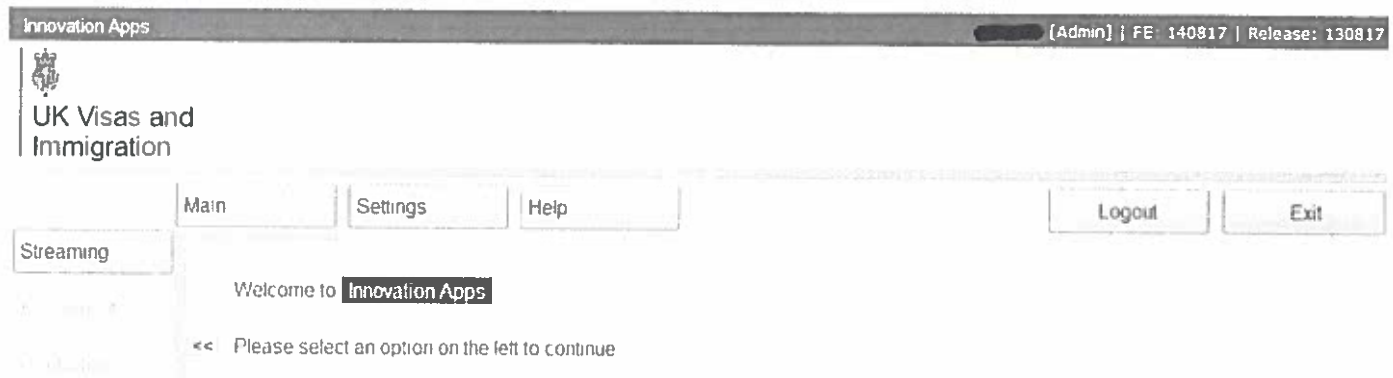 Innovation Apps
[Admin] | FE: 140817 | Release: 130817
UK Visas and
Immigration
Main
Settings
Help
Logout
Exit
Streaming
Welcome to Innovation Apps
<< Please select an option on the left to continue